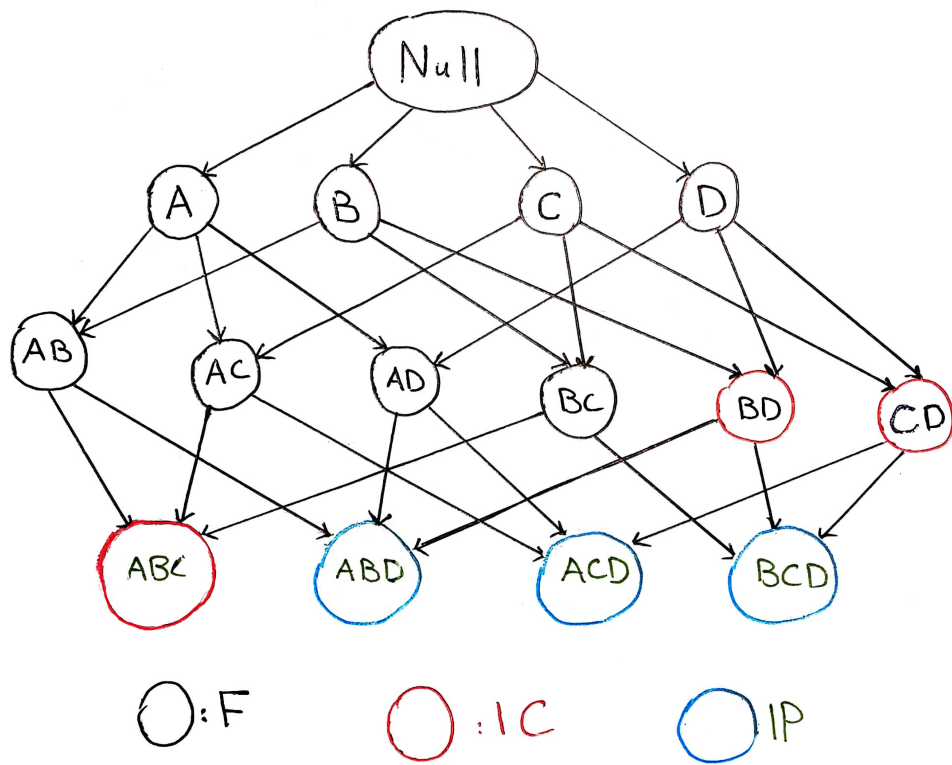 Null
A B C D
AB AC AD BC BD CD
ABC ABD ACD BCD
:F :IC IP